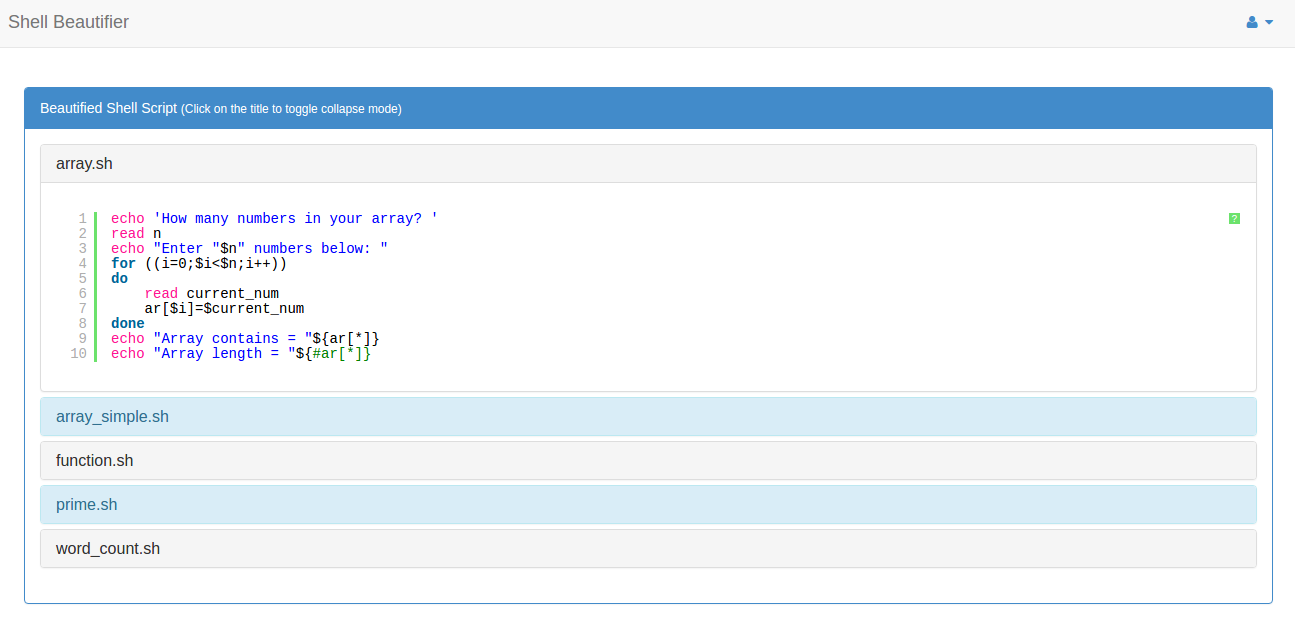 Shell Beautifier
Beautified Shell Script (Click on the title to toggle collapse mode)
array.sh
1 echo 'How many numbers in your array? '
?
2 read n
3 echo "Enter "$n" numbers below: "
4 for ((i=0;$i<$n;i++))
5 do
6     read current_num
7     ar[$i]=$current_num
8 done
9 echo "Array contains = "${ar[*]}
10 echo "Array length = "${#ar[*]}
array_simple.sh
function.sh
prime.sh
word_count.sh